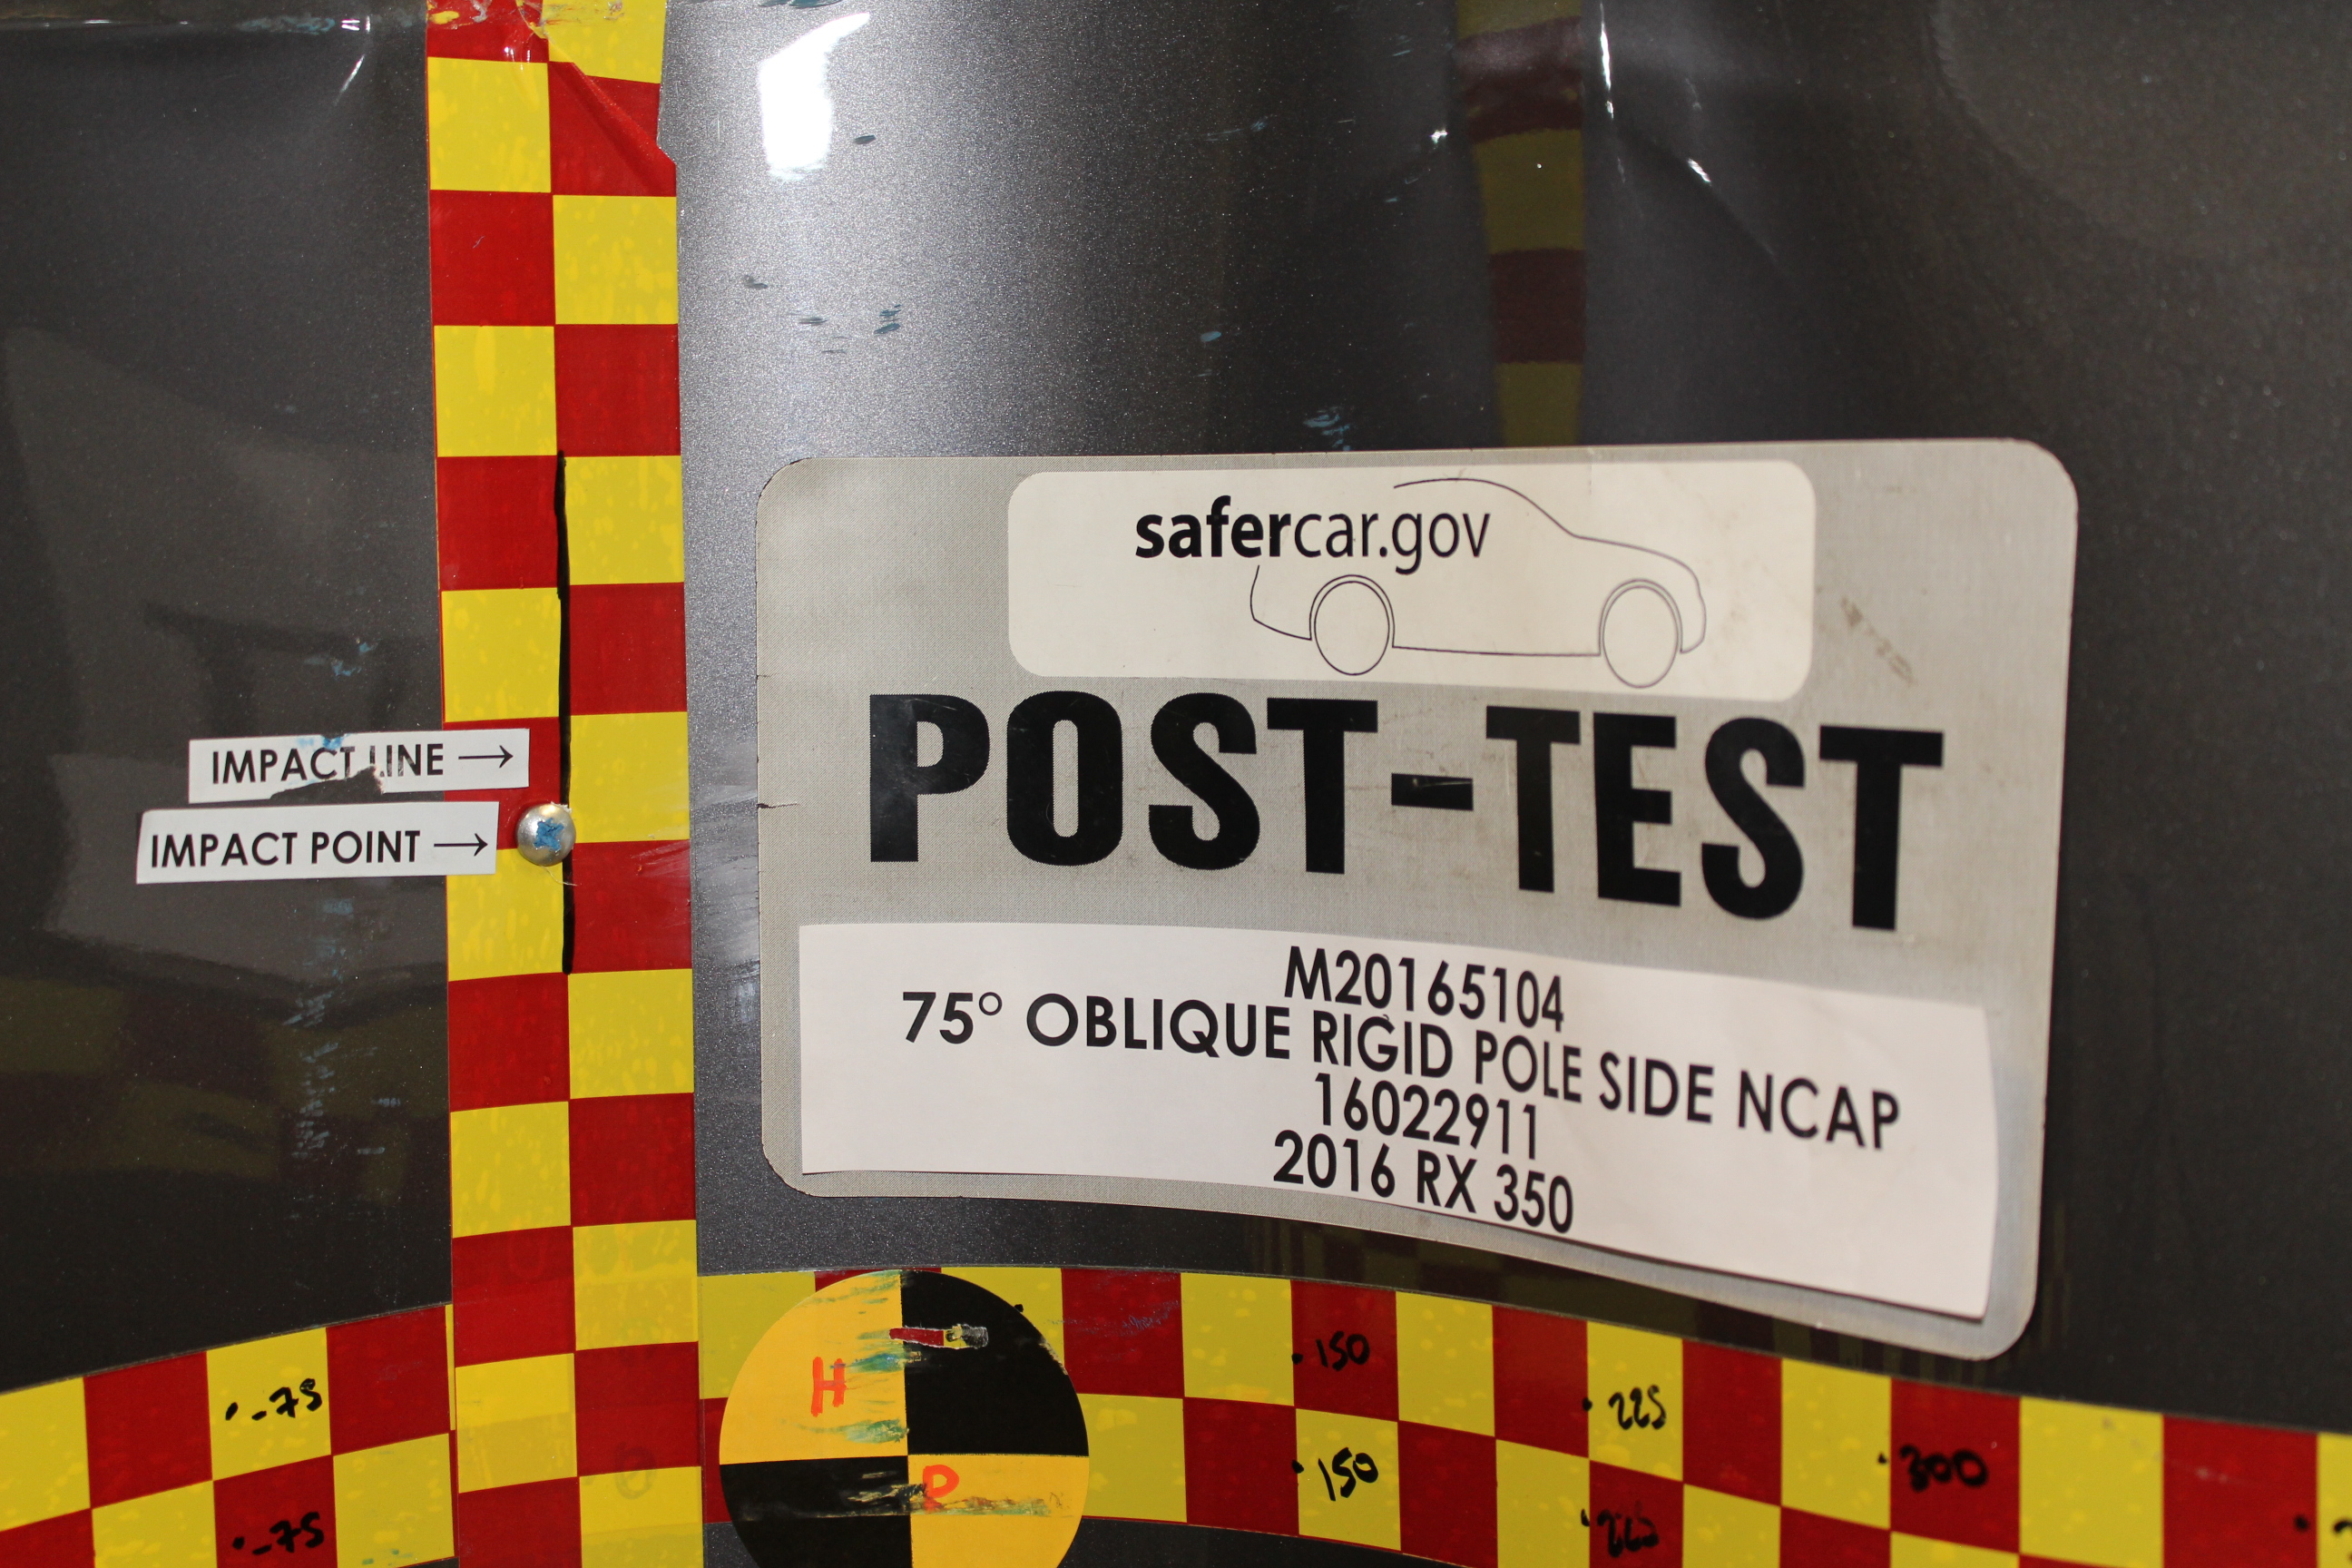 safercar.gov
POST-TEST
IMPACT LINE →
IMPACT POINT →
M20165104
75° OBLIQUE RIGID POLE SIDE NCAP
16022911
2016 RX 350
H
P
-75
150
225
300
-75
150